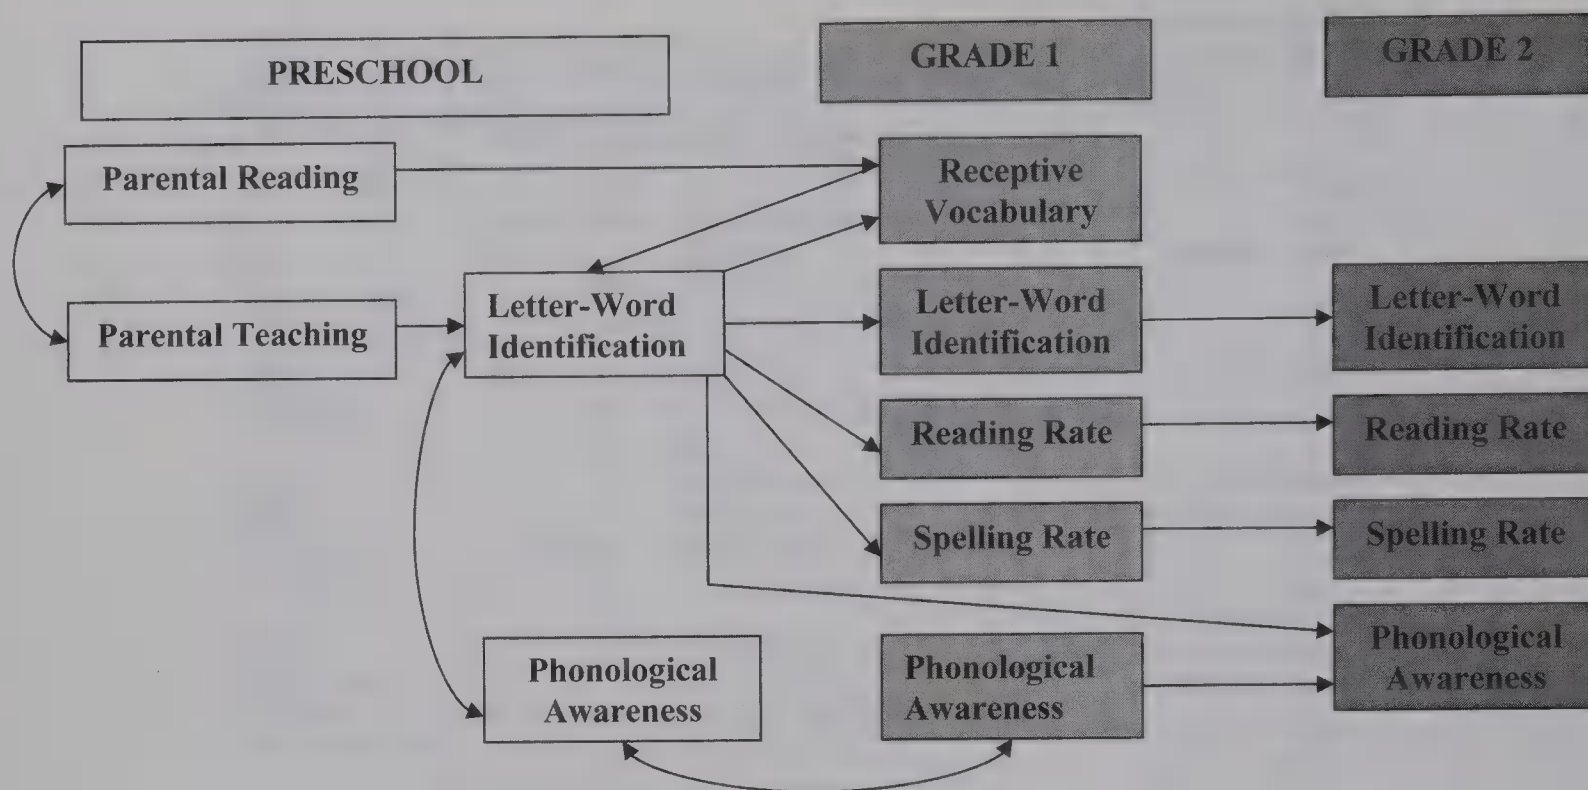 PRESCHOOL
GRADE 1
GRADE 2
Parental Reading
Receptive
Vocabulary
Parental Teaching
Letter-Word
Identification
Letter-Word
Identification
Letter-Word
Identification
Reading Rate
Reading Rate
Spelling Rate
Spelling Rate
Phonological
Awareness
Phonological
Awareness
Phonological
Awareness